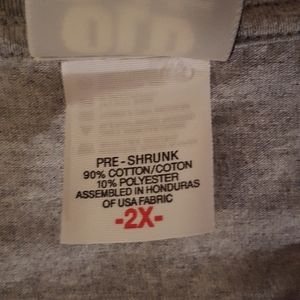 PRE-SHRUNK
90% COTTON/COTON
10% POLYESTER
ASSEMBLED IN HONDURAS
OF USA FABRIC
-2X-